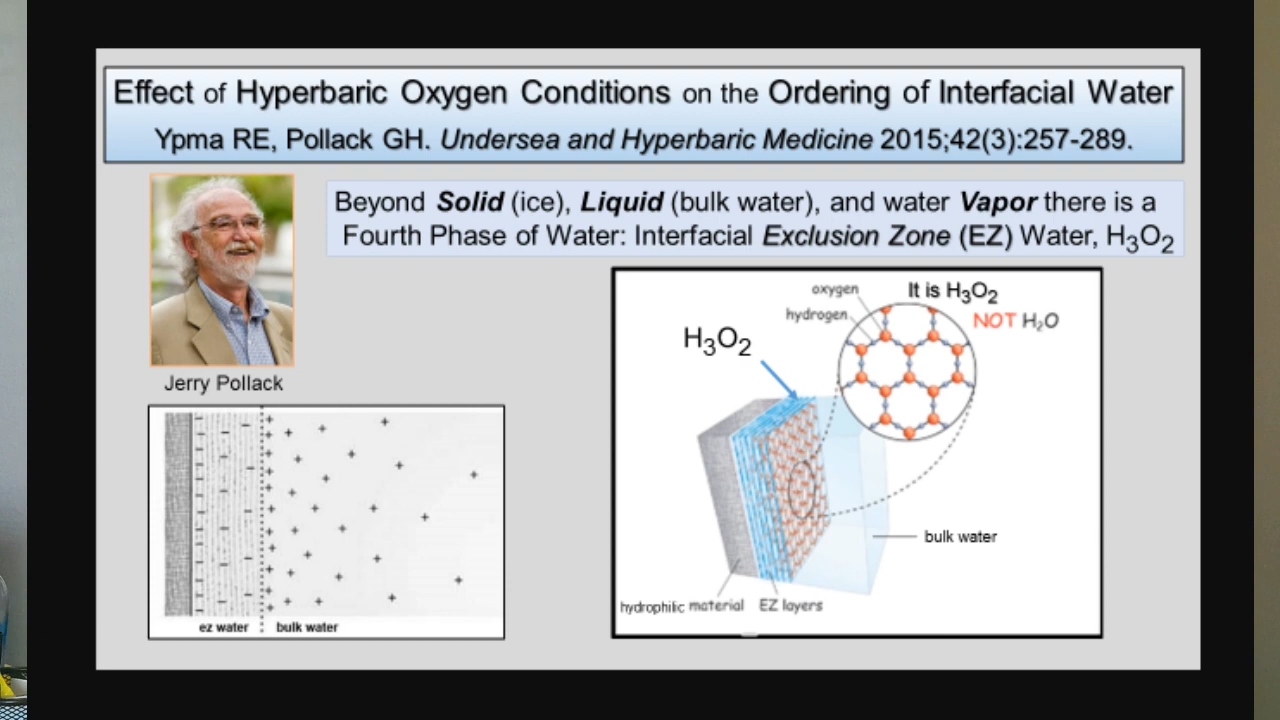 Effect of Hyperbaric Oxygen Conditions on the Ordering of Interfacial Water
Ypma RE, Pollack GH. Undersea and Hyperbaric Medicine 2015;42(3):257-289.
Beyond Solid (ice), Liquid (bulk water), and water Vapor there is a
Fourth Phase of Water: Interfacial Exclusion Zone (EZ) Water, H₃O₂
Jerry Pollack
ez water
bulk water
oxygen
hydrogen
It is H₃O₂
NOT H₂O
H₃O₂
bulk water
hydrophilic material
EZ layers